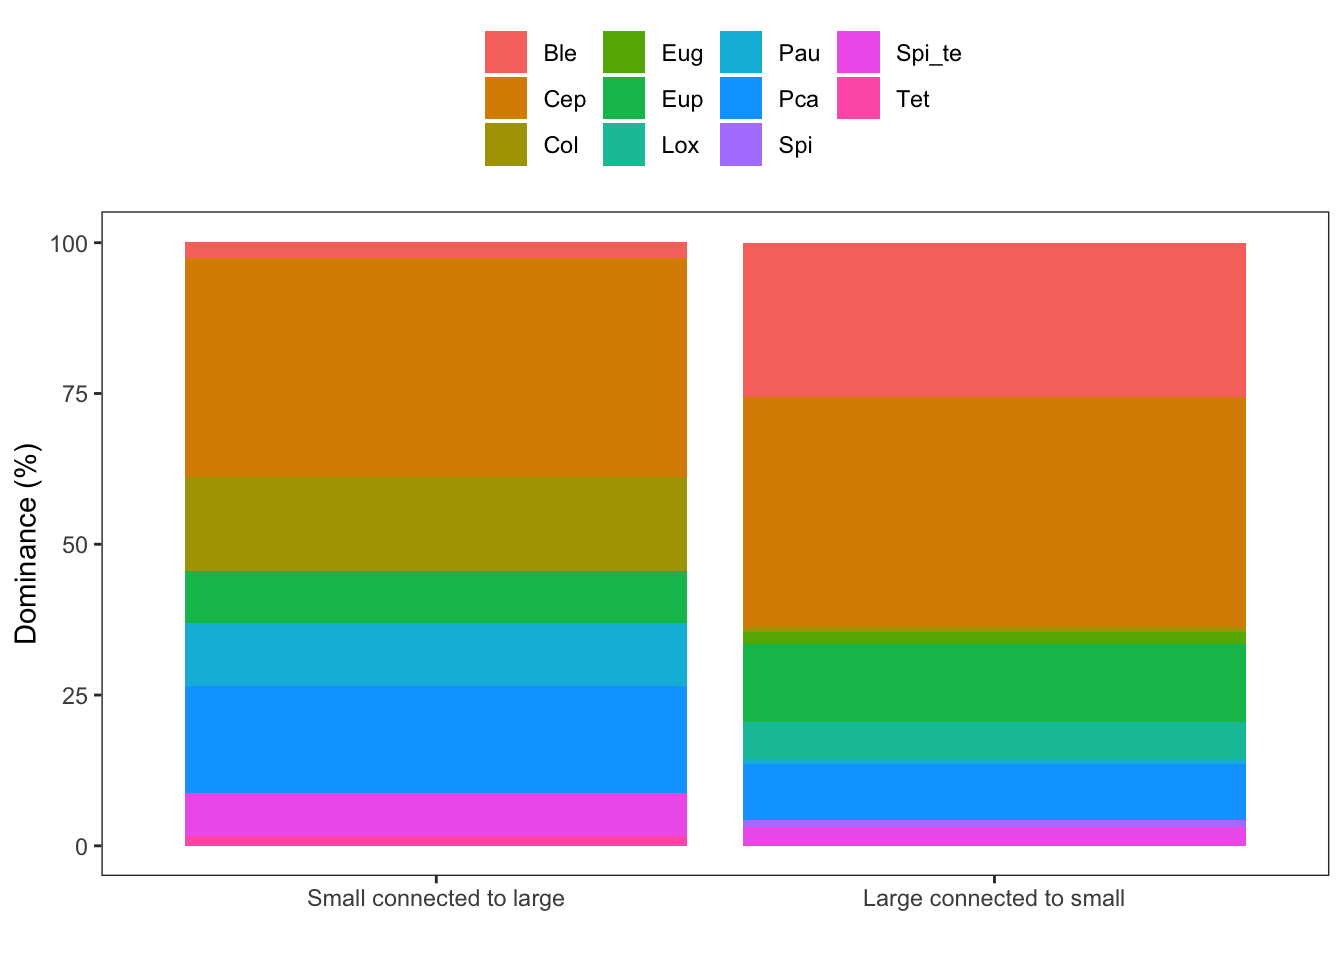 Ble Eug Pau Spi_te
Cep Eup Pca Tet
Col Lox Spi
Dominance (%)
100
75
50
25
0
Small connected to large Large connected to small